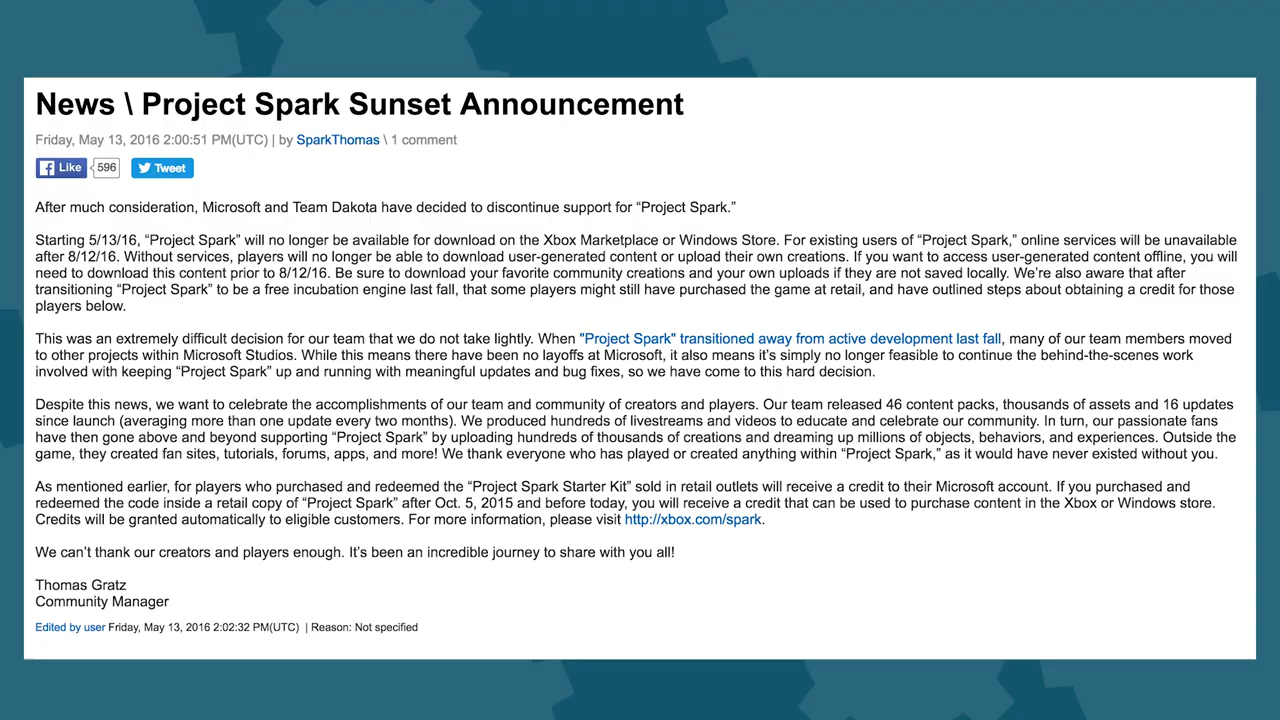 News \ Project Spark Sunset Announcement
Friday, May 13, 2016 2:00:51 PM(UTC) | by SparkThomas \ 1 comment
Like 596 Tweet
After much consideration, Microsoft and Team Dakota have decided to discontinue support for “Project Spark.”
Starting 5/13/16, “Project Spark” will no longer be available for download on the Xbox Marketplace or Windows Store. For existing users of “Project Spark,” online services will be unavailable
after 8/12/16. Without services, players will no longer be able to download user-generated content or upload their own creations. If you want to access user-generated content offline, you will
need to download this content prior to 8/12/16. Be sure to download your favorite community creations and your own uploads if they are not saved locally. We’re also aware that after
transitioning “Project Spark” to be a free incubation engine last fall, that some players might still have purchased the game at retail, and have outlined steps about obtaining a credit for those
players below.
This was an extremely difficult decision for our team that we do not take lightly. When "Project Spark" transitioned away from active development last fall, many of our team members moved
to other projects within Microsoft Studios. While this means there have been no layoffs at Microsoft, it also means it’s simply no longer feasible to continue the behind-the-scenes work
involved with keeping “Project Spark” up and running with meaningful updates and bug fixes, so we have come to this hard decision.
Despite this news, we want to celebrate the accomplishments of our team and community of creators and players. Our team released 46 content packs, thousands of assets and 16 updates
since launch (averaging more than one update every two months). We produced hundreds of livestreams and videos to educate and celebrate our community. In turn, our passionate fans
have then gone above and beyond supporting “Project Spark” by uploading hundreds of thousands of creations and dreaming up millions of objects, behaviors, and experiences. Outside the
game, they created fan sites, tutorials, forums, apps, and more! We thank everyone who has played or created anything within “Project Spark,” as it would have never existed without you.
As mentioned earlier, for players who purchased and redeemed the “Project Spark Starter Kit” sold in retail outlets will receive a credit to their Microsoft account. If you purchased and
redeemed the code inside a retail copy of “Project Spark” after Oct. 5, 2015 and before today, you will receive a credit that can be used to purchase content in the Xbox or Windows store.
Credits will be granted automatically to eligible customers. For more information, please visit http://xbox.com/spark.
We can’t thank our creators and players enough. It’s been an incredible journey to share with you all!
Thomas Gratz
Community Manager
Edited by user Friday, May 13, 2016 2:02:32 PM(UTC) | Reason: Not specified